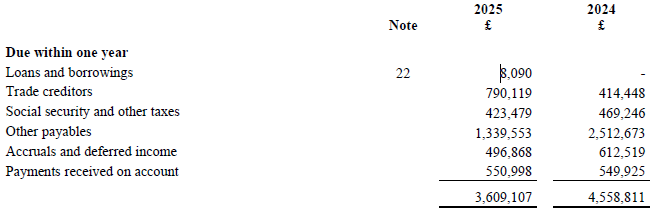 2025 2024
Note £ £
Due within one year
Loans and borrowings 22 8,090 -
Trade creditors 790,119 414,448
Social security and other taxes 423,479 469,246
Other payables 1,339,553 2,512,673
Accruals and deferred income 496,868 612,519
Payments received on account 550,998 549,925
3,609,107 4,558,811